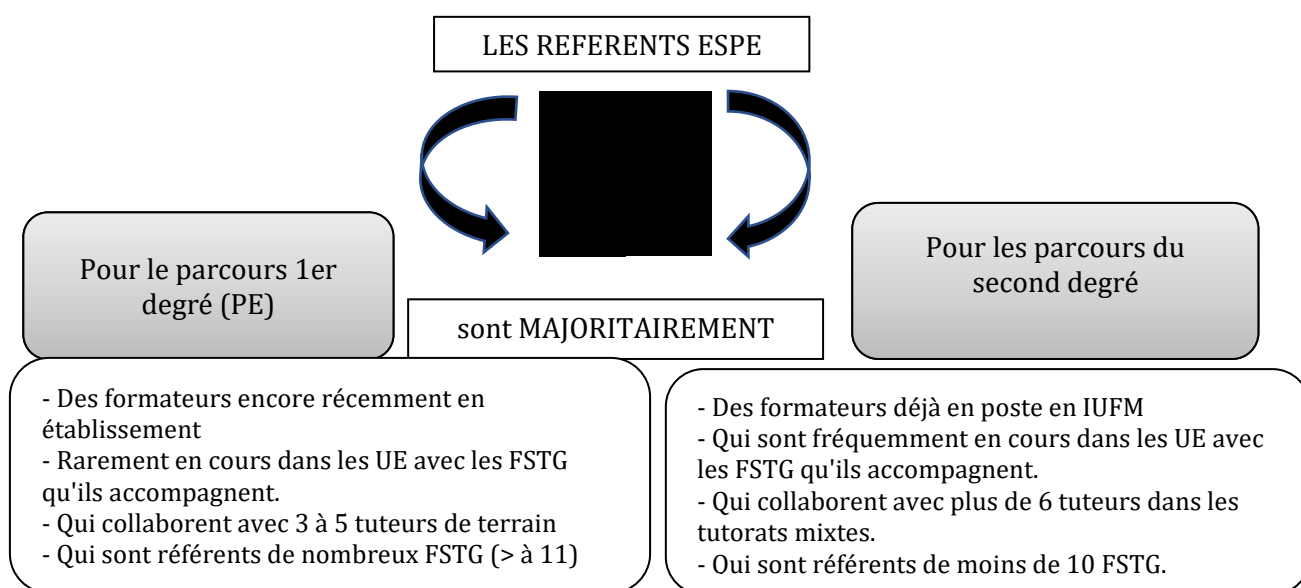 LES REFERENTS ESPE
Pour le parcours 1er
degré (PE)
sont MAJORITAIREMENT
Pour les parcours du
second degré
- Des formateurs encore récemment en
établissement
- Rarement en cours dans les UE avec les FSTG
qu'ils accompagnent.
- Qui collaborent avec 3 à 5 tuteurs de terrain
- Qui sont référents de nombreux FSTG (> à 11)
- Des formateurs déjà en poste en IUFM
- Qui sont fréquemment en cours dans les UE avec
les FSTG qu'ils accompagnent.
- Qui collaborent avec plus de 6 tuteurs dans les
tutorats mixtes.
- Qui sont référents de moins de 10 FSTG.